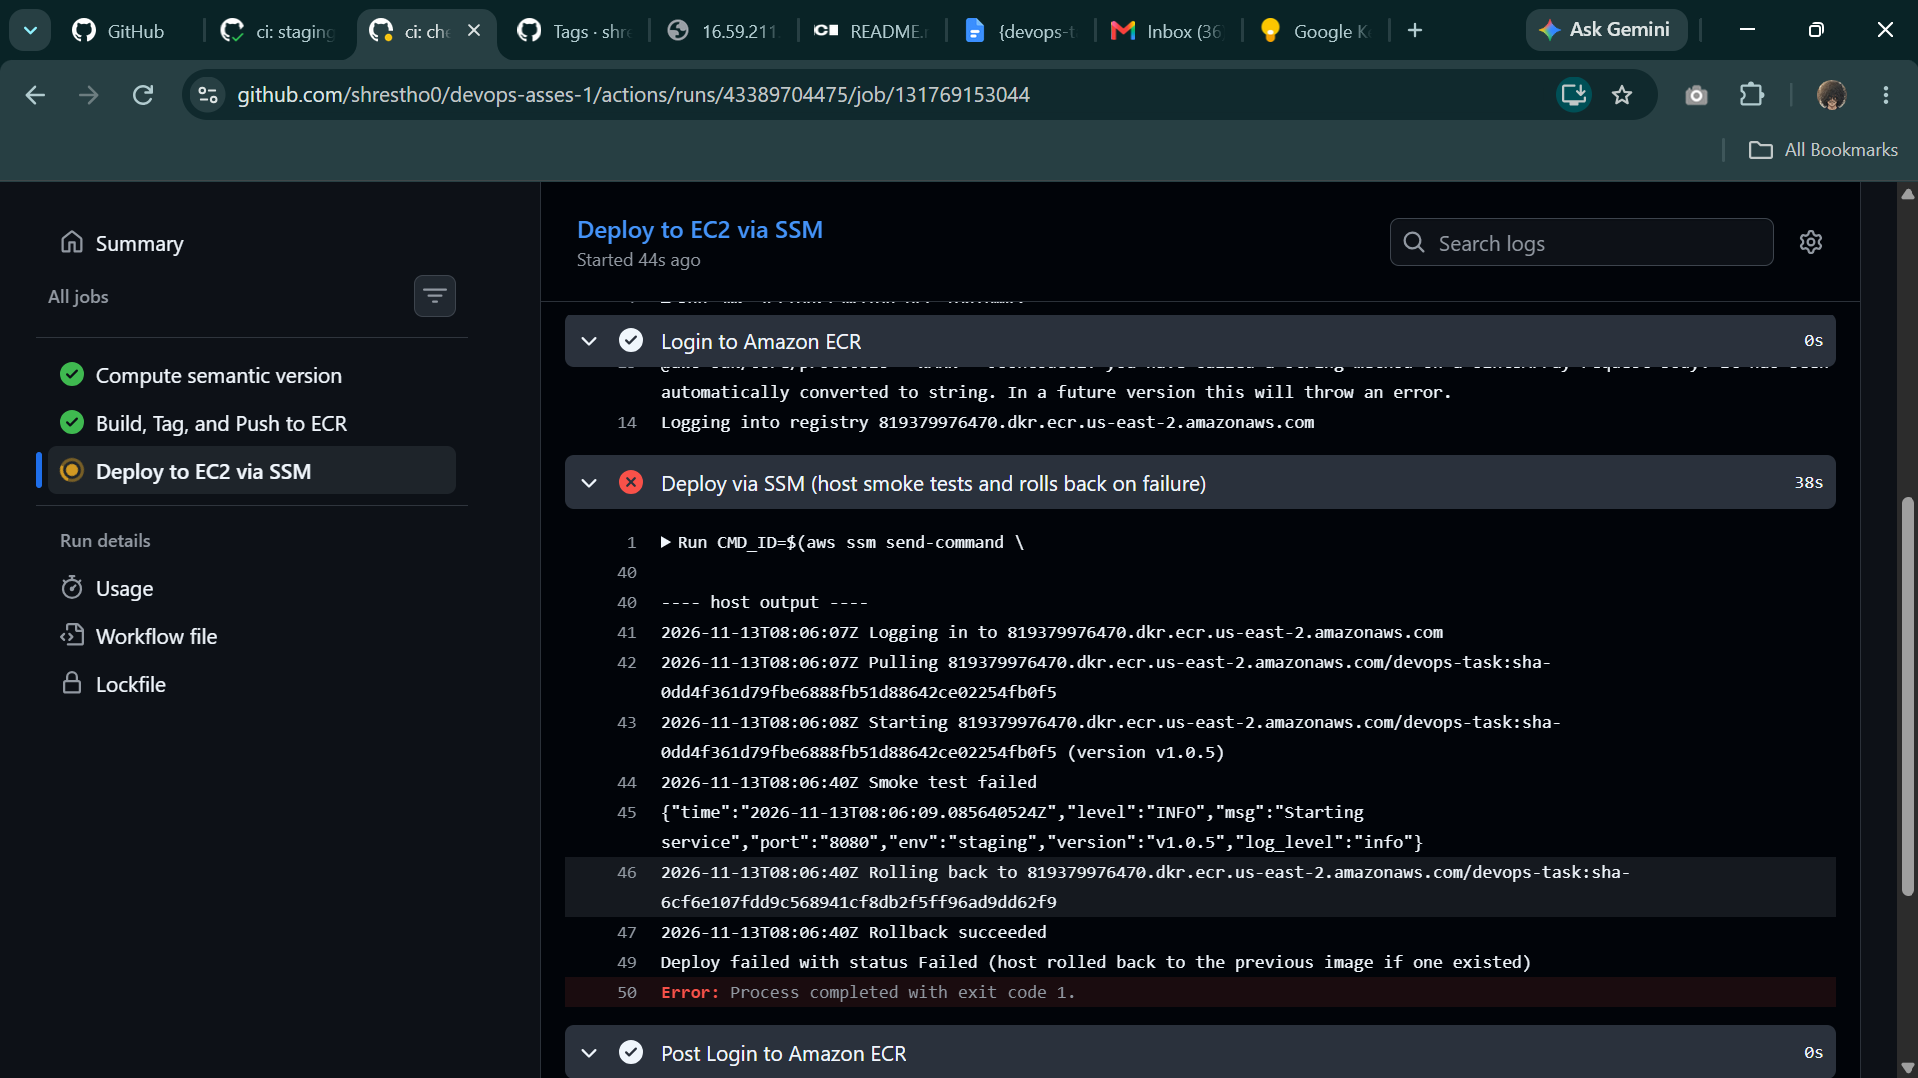 GitHub
ci: staging
ci: che
Tags · shre
16.59.211.
README.
{devops-t
Inbox (36
Google K
Ask Gemini
github.com/shrestho0/devops-asses-1/actions/runs/43389704475/job/131769153044
All Bookmarks
Summary
All jobs
Compute semantic version
Build, Tag, and Push to ECR
Deploy to EC2 via SSM
Run details
Usage
Workflow file
Lockfile
Deploy to EC2 via SSM
Started 44s ago
Search logs
Login to Amazon ECR 0s
automatically converted to string. In a future version this will throw an error.
14 Logging into registry 819379976470.dkr.ecr.us-east-2.amazonaws.com
Deploy via SSM (host smoke tests and rolls back on failure) 38s
1 Run CMD_ID=$(aws ssm send-command \
40
40 ---- host output ----
41 2026-11-13T08:06:07Z Logging in to 819379976470.dkr.ecr.us-east-2.amazonaws.com
42 2026-11-13T08:06:07Z Pulling 819379976470.dkr.ecr.us-east-2.amazonaws.com/devops-task:sha-
0dd4f361d79fbe6888fb51d88642ce02254fb0f5
43 2026-11-13T08:06:08Z Starting 819379976470.dkr.ecr.us-east-2.amazonaws.com/devops-task:sha-
0dd4f361d79fbe6888fb51d88642ce02254fb0f5 (version v1.0.5)
44 2026-11-13T08:06:40Z Smoke test failed
45 {"time":"2026-11-13T08:06:09.085640524Z","level":"INFO","msg":"Starting
service","port":"8080","env":"staging","version":"v1.0.5","log_level":"info"}
46 2026-11-13T08:06:40Z Rolling back to 819379976470.dkr.ecr.us-east-2.amazonaws.com/devops-task:sha-
6cf6e107fdd9c568941cf8db2f5ff96ad9dd62f9
47 2026-11-13T08:06:40Z Rollback succeeded
49 Deploy failed with status Failed (host rolled back to the previous image if one existed)
50 Error: Process completed with exit code 1.
Post Login to Amazon ECR 0s